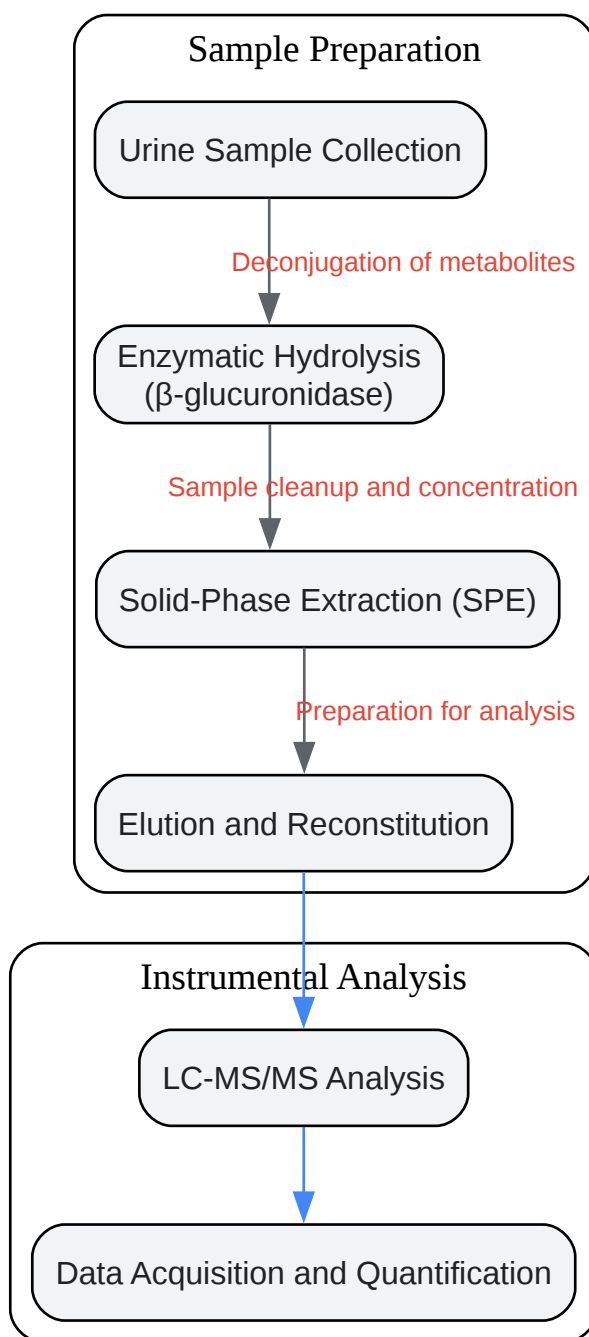 Sample Preparation
Urine Sample Collection
Deconjugation of metabolites
Enzymatic Hydrolysis
(β-glucuronidase)
Sample cleanup and concentration
Solid-Phase Extraction (SPE)
Preparation for analysis
Elution and Reconstitution
Instrumental Analysis
LC-MS/MS Analysis
Data Acquisition and Quantification